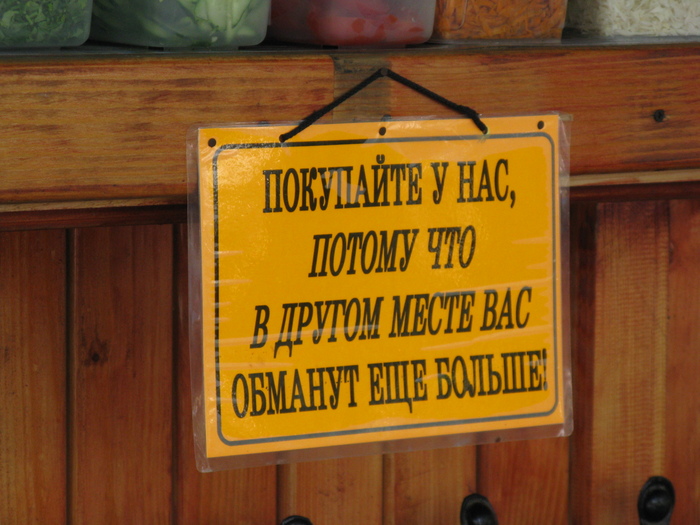 ПОКУПАЙТЕ У НАС,
ПОТОМУ ЧТО
В ДРУГОМ МЕСТЕ ВАС
ОБМАНУТ ЕЩЕ БОЛЬШЕ!